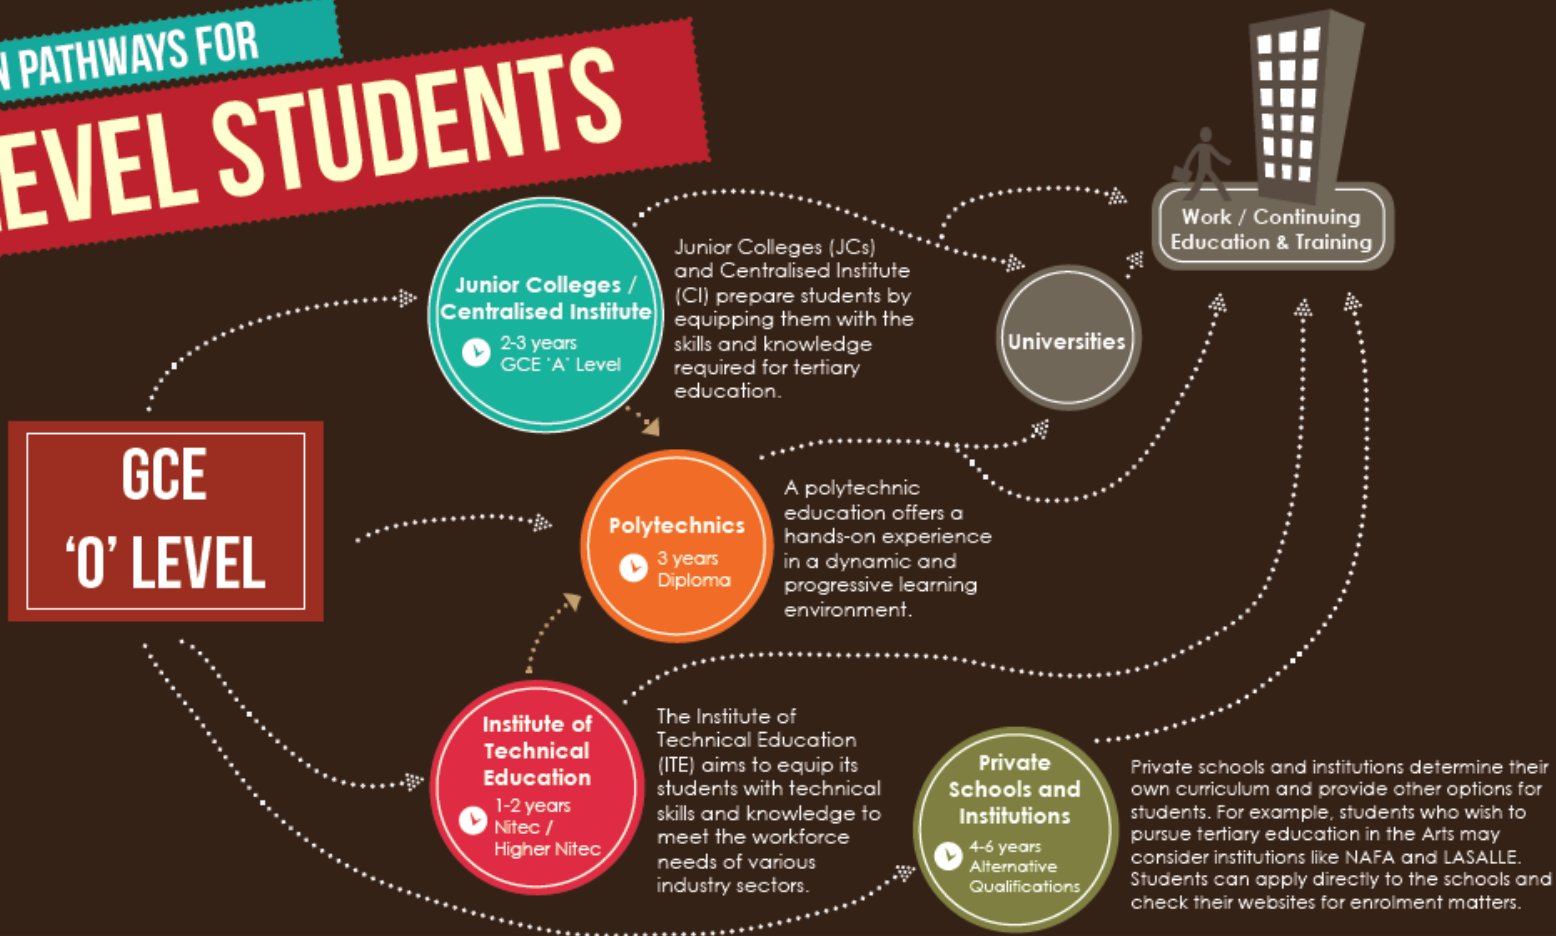 PATHWAYS FOR
LEVEL STUDENTS
Work / Continuing
Education & Training
Junior Colleges /
Centralised Institute
2-3 years
GCE 'A' Level
Junior Colleges (JCs)
and Centralised Institute
(CI) prepare students by
equipping them with the
skills and knowledge
required for tertiary
education.
Universities
GCE
‘O’ LEVEL
Polytechnics
3 years
Diploma
A polytechnic
education offers a
hands-on experience
in a dynamic and
progressive learning
environment.
Institute of
Technical
Education
1-2 years
Nitec /
Higher Nitec
The Institute of
Technical Education
(ITE) aims to equip its
students with technical
skills and knowledge to
meet the workforce
needs of various
industry sectors.
Private
Schools and
Institutions
4-6 years
Alternative
Qualifications
Private schools and institutions determine their
own curriculum and provide other options for
students. For example, students who wish to
pursue tertiary education in the Arts may
consider institutions like NAFA and LASALLE.
Students can apply directly to the schools and
check their websites for enrolment matters.